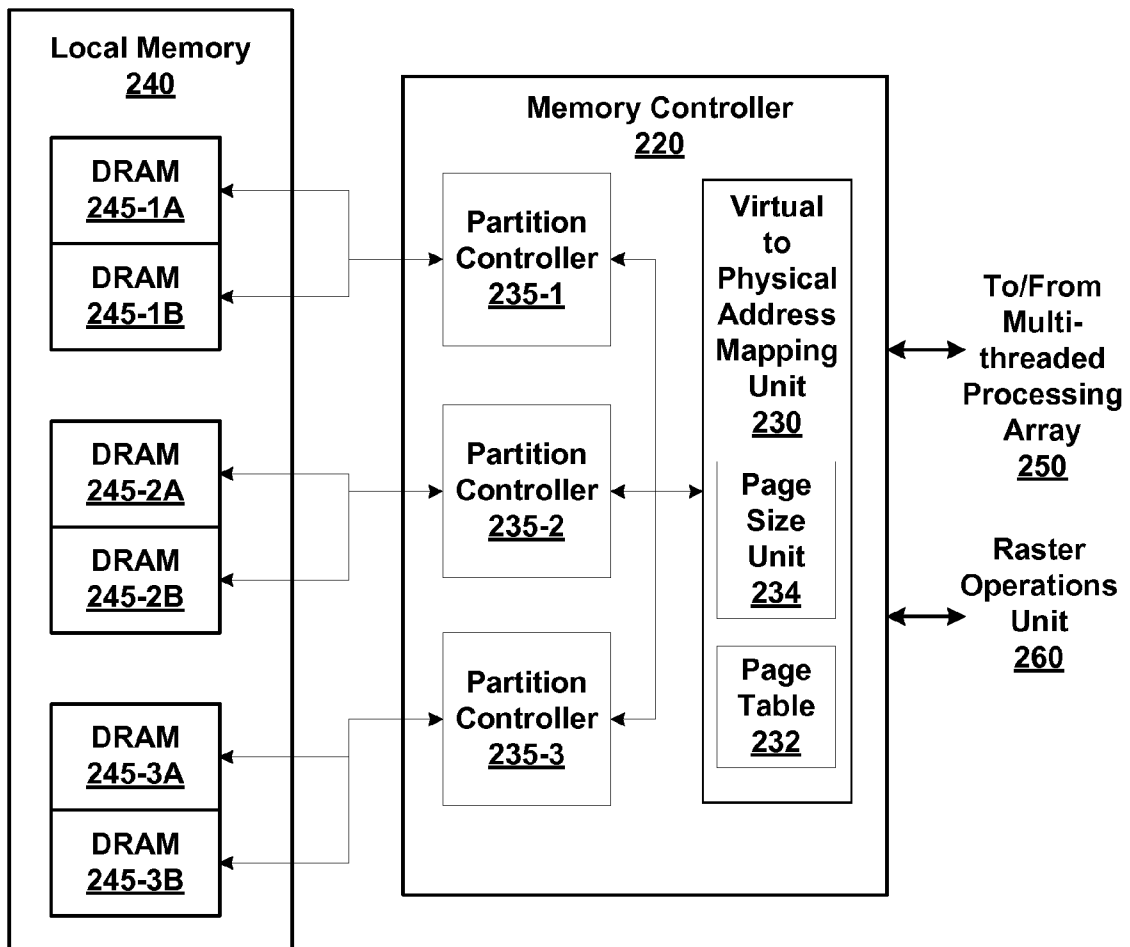 Local Memory
240
DRAM
245-1A
DRAM
245-1B
DRAM
245-2A
DRAM
245-2B
DRAM
245-3A
DRAM
245-3B
Memory Controller
220
Partition
Controller
235-1
Partition
Controller
235-2
Partition
Controller
235-3
Virtual
to
Physical
Address
Mapping
Unit
230
Page
Size
Unit
234
Page
Table
232
To/From
Multi-
threaded
Processing
Array
250
Raster
Operations
Unit
260